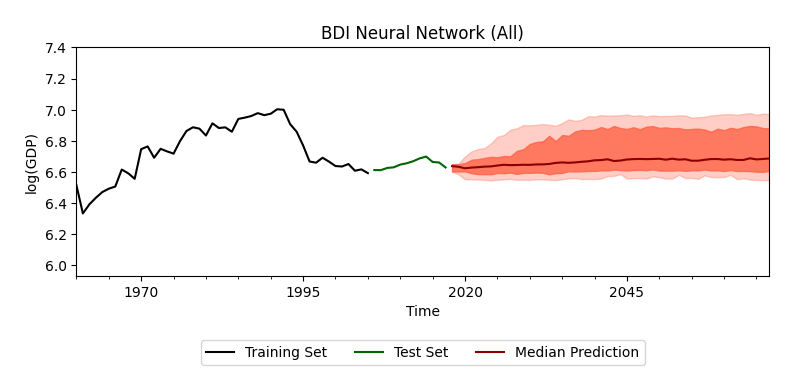 BDI Neural Network (All)
7.4
7.2
7.0
6.8
6.6
6.4
6.2
6.0
log(GDP)
1970 1995 2020 2045
Time
Training Set Test Set Median Prediction